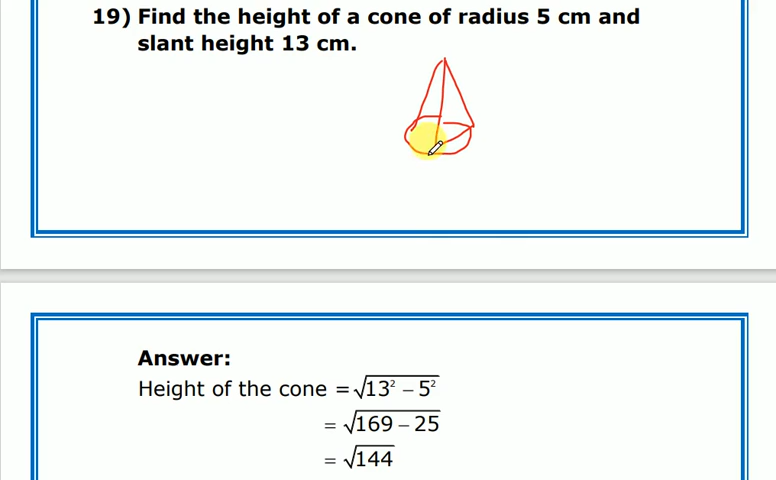 19) Find the height of a cone of radius 5 cm and
slant height 13 cm.
Answer:
Height of the cone = √13² – 5²
= √169 – 25
= √144